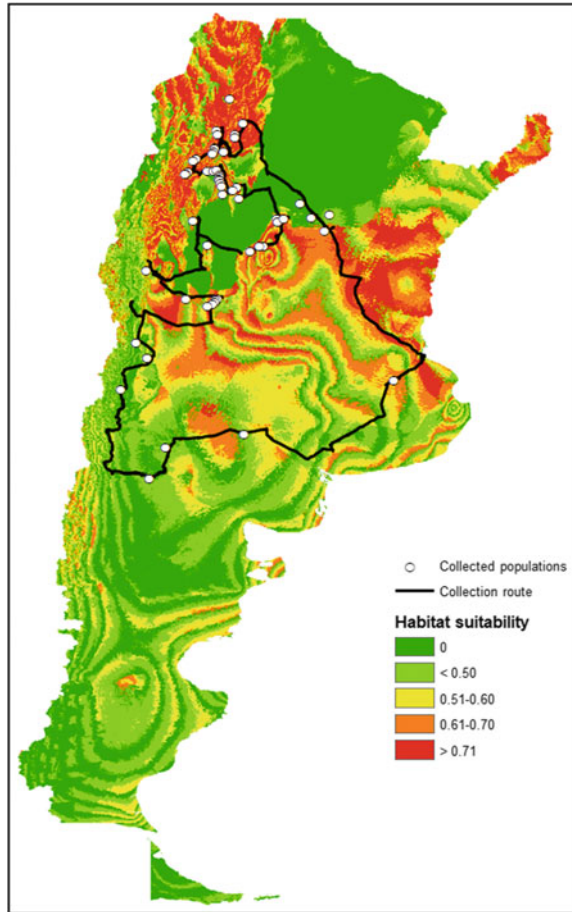 Collected populations
Collection route
Habitat suitability
0
< 0.50
0.51-0.60
0.61-0.70
> 0.71